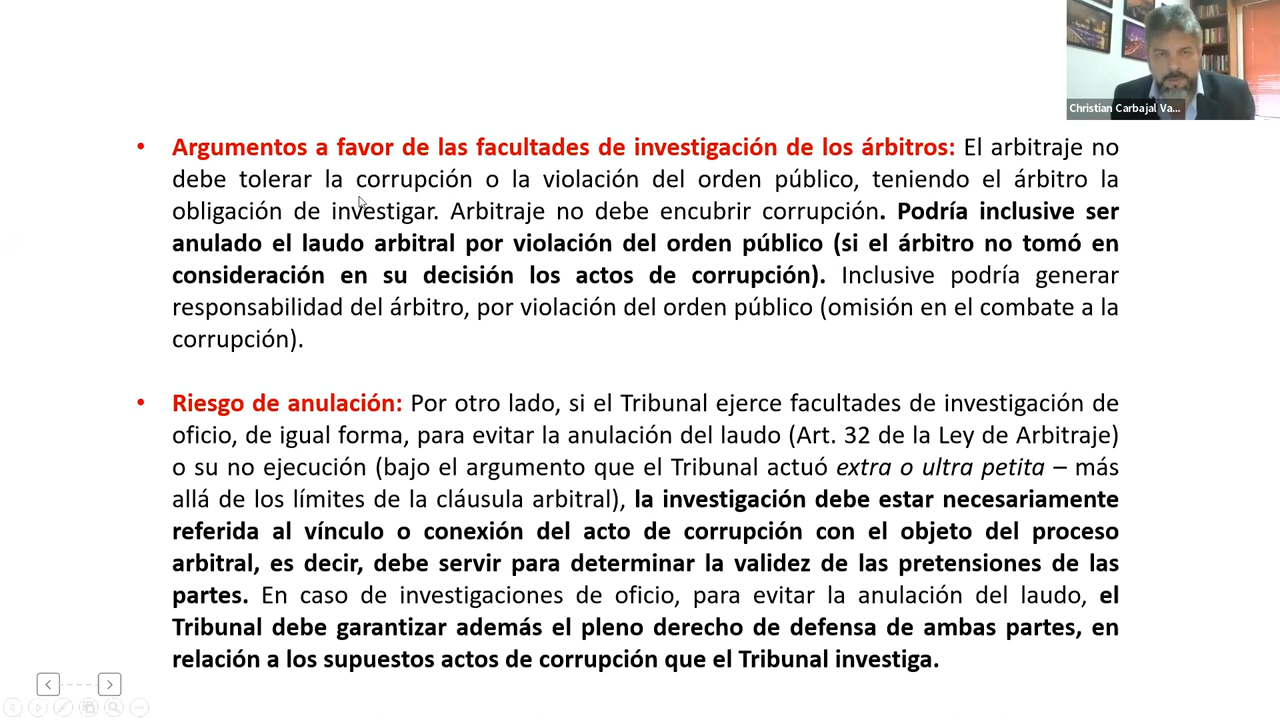 Christian Carbajal Va...
• Argumentos a favor de las facultades de investigación de los árbitros: El arbitraje no
debe tolerar la corrupción o la violación del orden público, teniendo el árbitro la
obligación de investigar. Arbitraje no debe encubrir corrupción. Podría inclusive ser
anulado el laudo arbitral por violación del orden público (si el árbitro no tomó en
consideración en su decisión los actos de corrupción). Inclusive podría generar
responsabilidad del árbitro, por violación del orden público (omisión en el combate a la
corrupción).
• Riesgo de anulación: Por otro lado, si el Tribunal ejerce facultades de investigación de
oficio, de igual forma, para evitar la anulación del laudo (Art. 32 de la Ley de Arbitraje)
o su no ejecución (bajo el argumento que el Tribunal actuó extra o ultra petita – más
allá de los límites de la cláusula arbitral), la investigación debe estar necesariamente
referida al vínculo o conexión del acto de corrupción con el objeto del proceso
arbitral, es decir, debe servir para determinar la validez de las pretensiones de las
partes. En caso de investigaciones de oficio, para evitar la anulación del laudo, el
Tribunal debe garantizar además el pleno derecho de defensa de ambas partes, en
relación a los supuestos actos de corrupción que el Tribunal investiga.